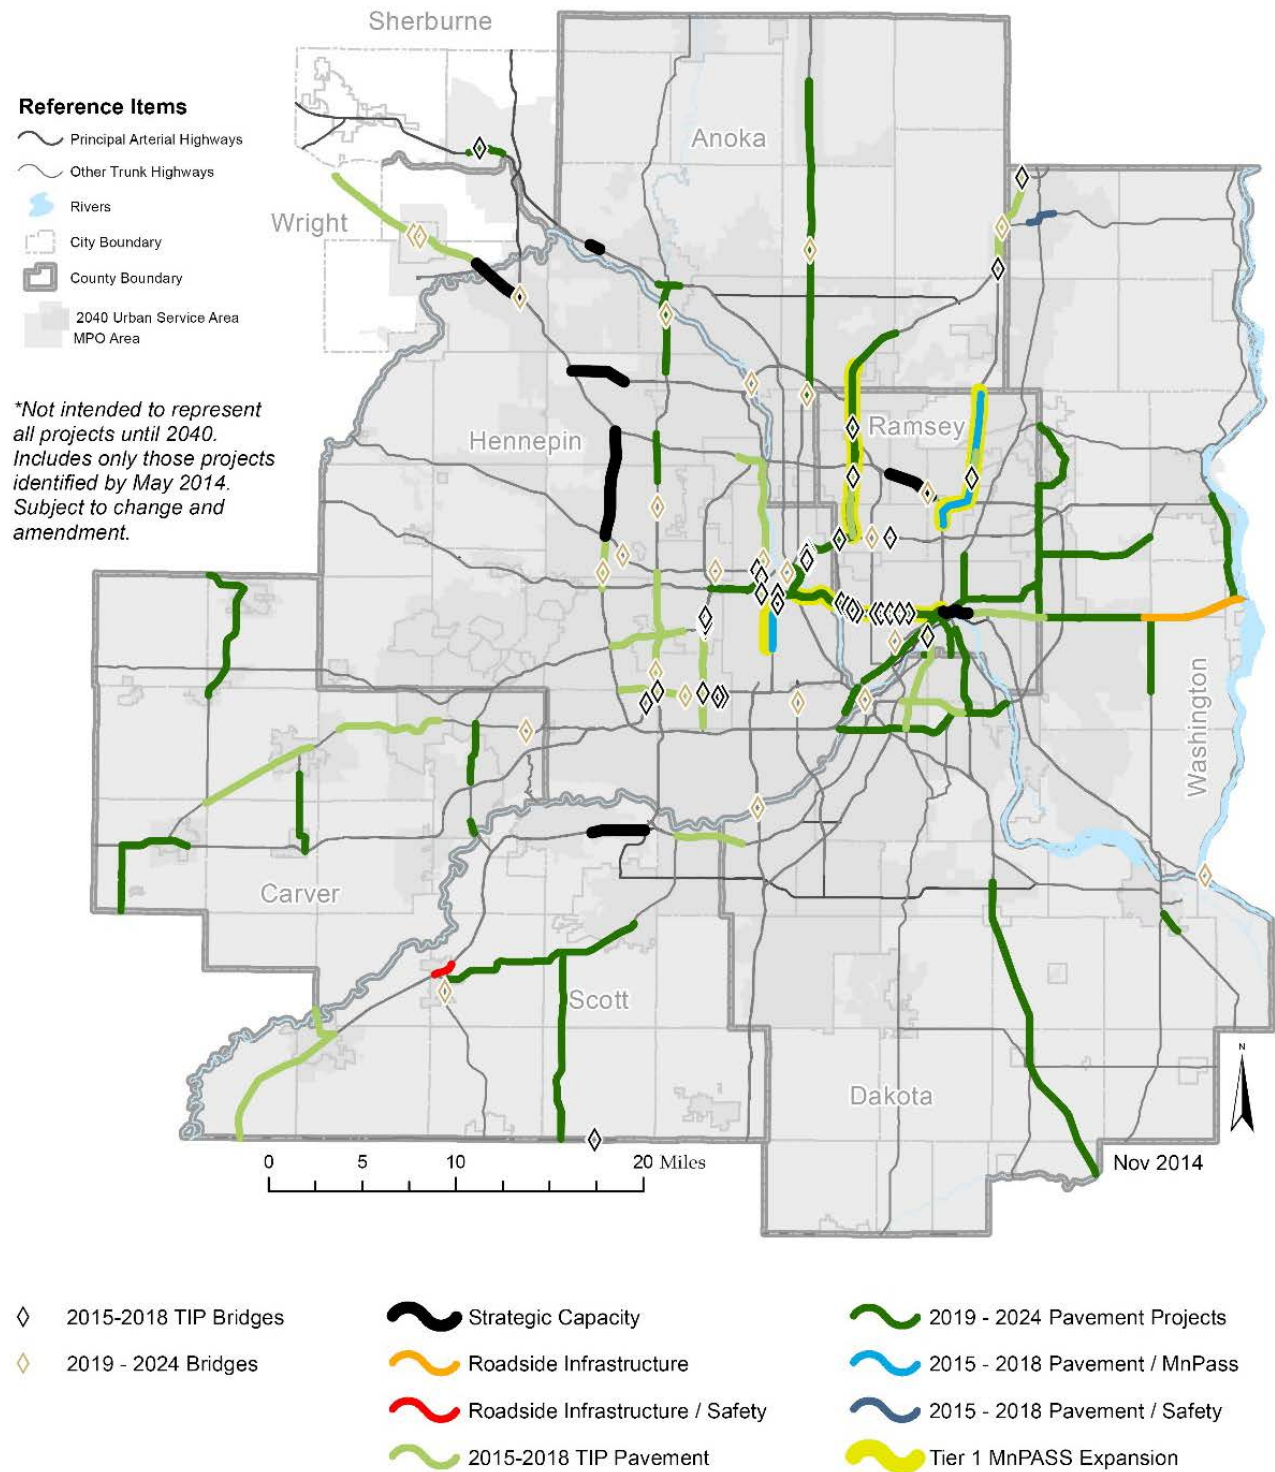 Sherburne
Reference Items
Principal Arterial Highways
Other Trunk Highways
Rivers
City Boundary
County Boundary
2040 Urban Service Area
MPO Area
Anoka
Wright
*Not intended to represent
all projects until 2040.
Includes only those projects
identified by May 2014.
Subject to change and
amendment.
Hennepin
Ramsey
Washington
Carver
Scott
Dakota
N
0 5 10 20 Miles
Nov 2014
2015-2018 TIP Bridges
2019 - 2024 Bridges
Strategic Capacity
Roadside Infrastructure
Roadside Infrastructure / Safety
2015-2018 TIP Pavement
2019 - 2024 Pavement Projects
2015 - 2018 Pavement / MnPass
2015 - 2018 Pavement / Safety
Tier 1 MnPASS Expansion